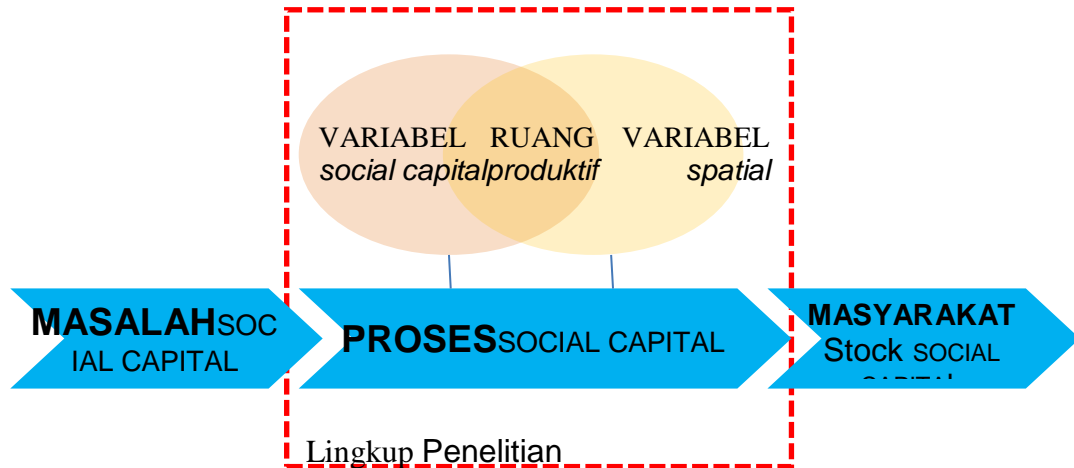 VARIABEL RUANG VARIABEL
social capitalproduktif spatial
MASALAHSOC
IAL CAPITAL
PROSESSOCIAL CAPITAL
MASYARAKAT
Stock SOCIAL
Lingkup Penelitian